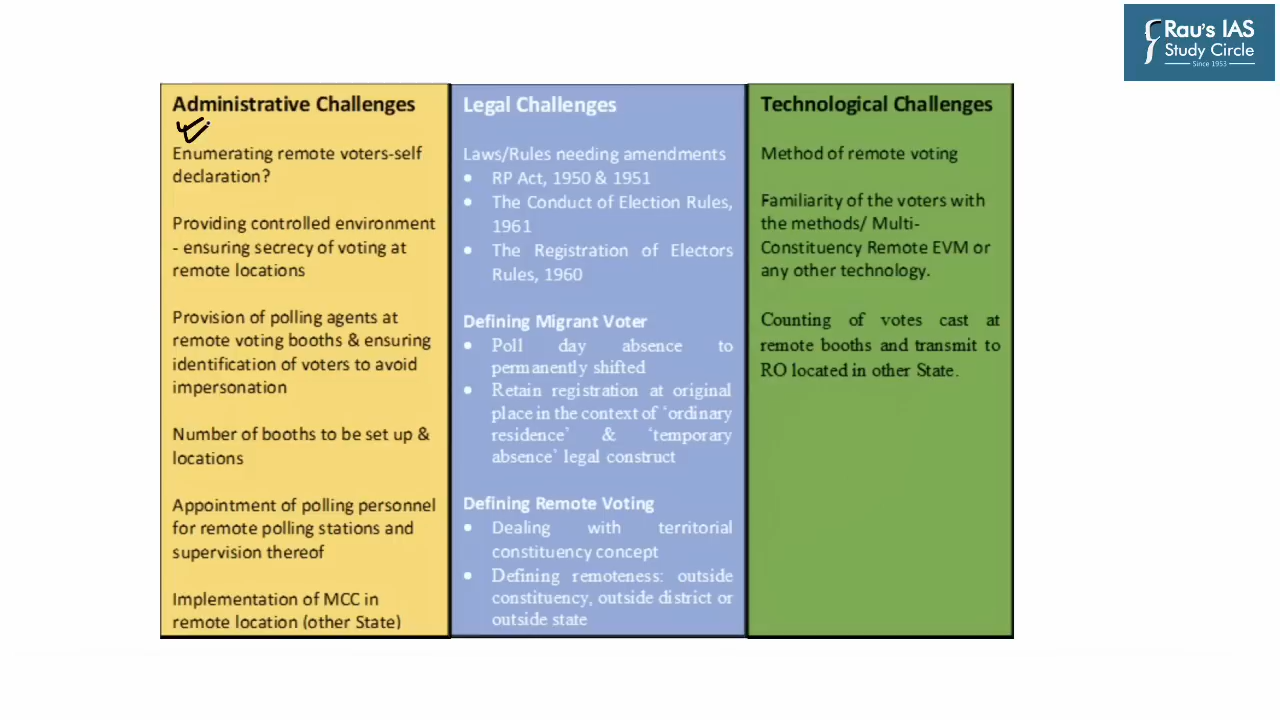 Rau's IAS
Study Circle
Since 1953
Administrative Challenges
Enumerating remote voters-self
declaration?
Providing controlled environment
- ensuring secrecy of voting at
remote locations
Provision of polling agents at
remote voting booths & ensuring
identification of voters to avoid
impersonation
Number of booths to be set up &
locations
Appointment of polling personnel
for remote polling stations and
supervision thereof
Implementation of MCC in
remote location (other State)
Legal Challenges
Laws/Rules needing amendments
• RP Act, 1950 & 1951
• The Conduct of Election Rules,
1961
• The Registration of Electors
Rules, 1960
Defining Migrant Voter
• Poll day absence to
permanently shifted
• Retain registration at original
place in the context of ‘ordinary
residence’ & ‘temporary
absence’ legal construct
Defining Remote Voting
• Dealing with territorial
constituency concept
• Defining remoteness: outside
constituency, outside district or
outside state
Technological Challenges
Method of remote voting
Familiarity of the voters with
the methods/ Multi-
Constituency Remote EVM or
any other technology.
Counting of votes cast at
remote booths and transmit to
RO located in other State.